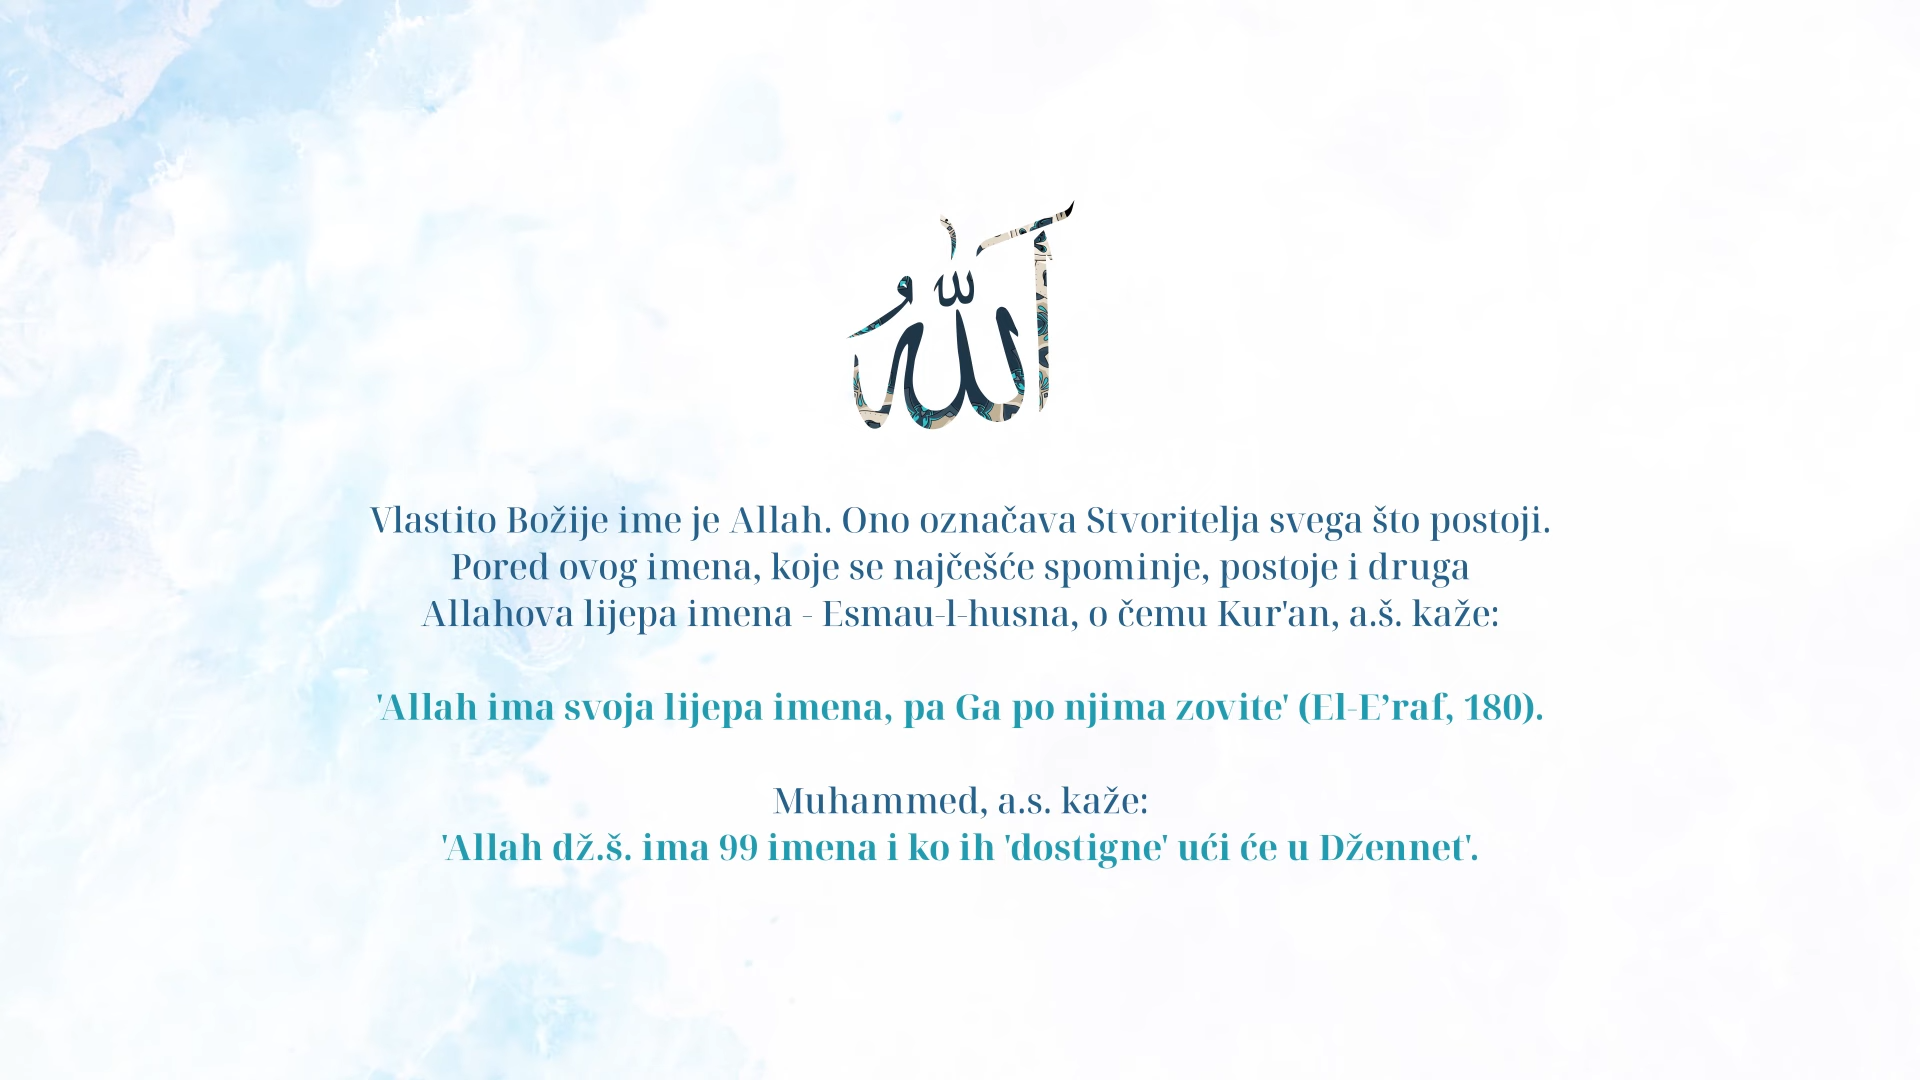 اللهُ
Vlastito Božije ime je Allah. Ono označava Stvoritelja svega što postoji.
Pored ovog imena, koje se najčešće spominje, postoje i druga
Allahova lijepa imena - Esmau-l-husna, o čemu Kur'an, a.š. kaže:
'Allah ima svoja lijepa imena, pa Ga po njima zovite' (El-E’raf, 180).
Muhammed, a.s. kaže:
'Allah dž.š. ima 99 imena i ko ih 'dostigne' ući će u Džennet'.